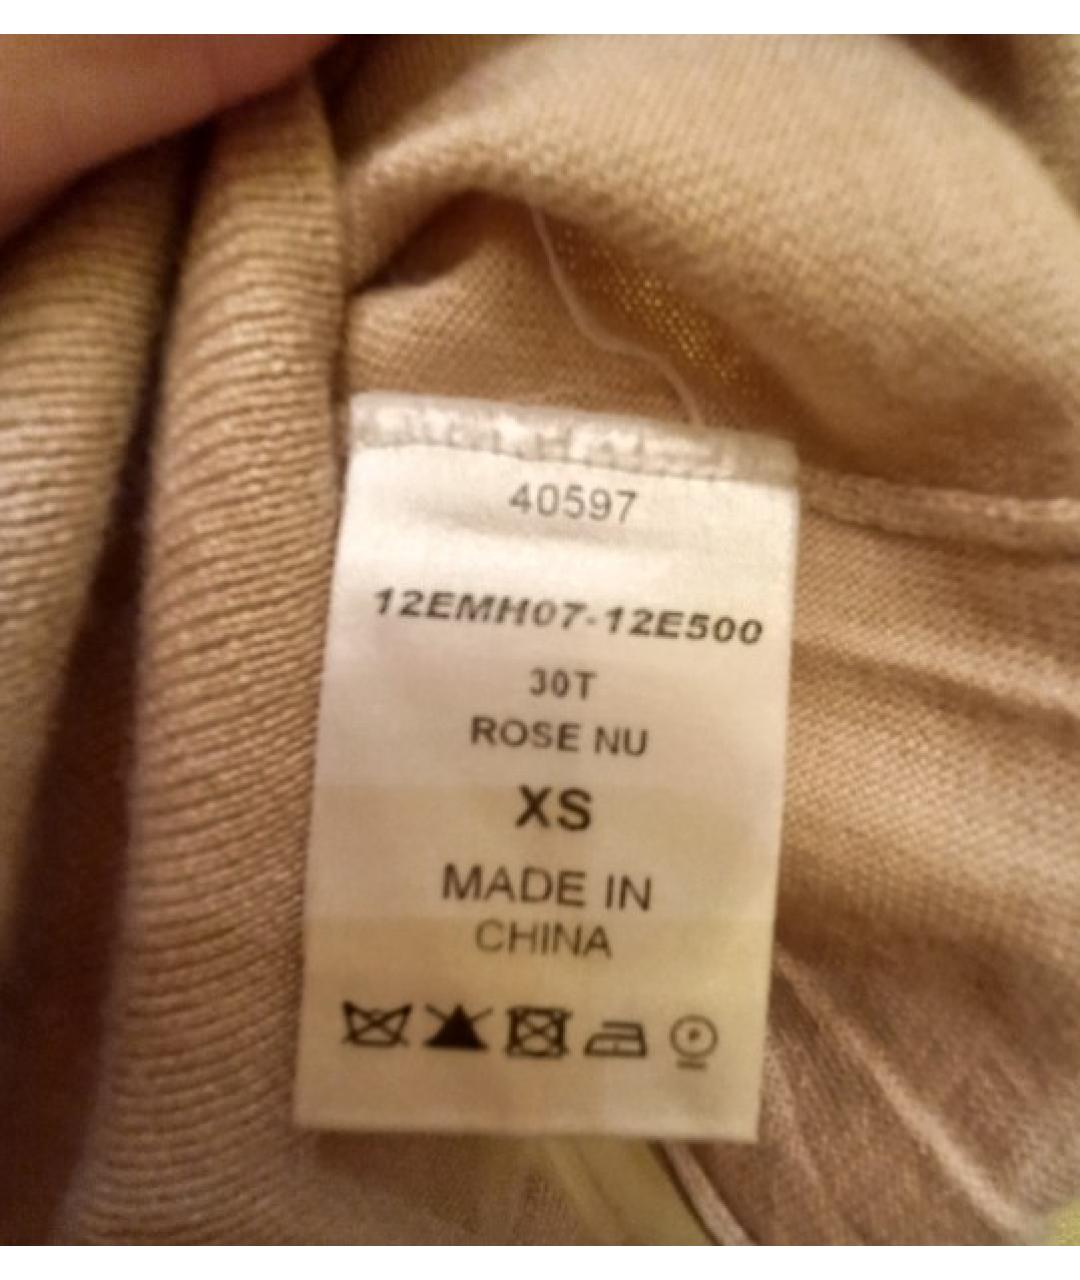 40597
12EMH07-12E500
30T
ROSE NU
XS
MADE IN
CHINA
P